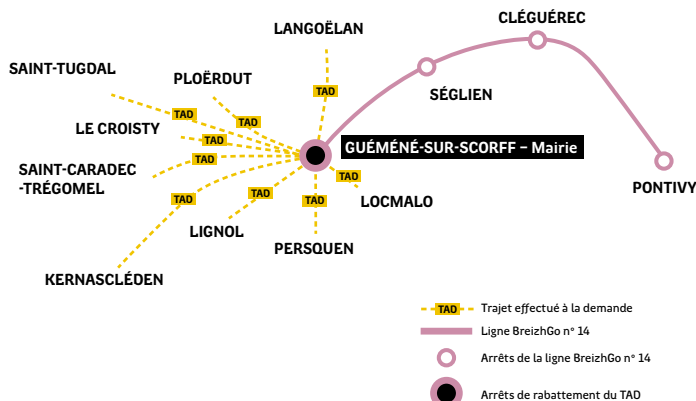 CLÉGUÉREC
LANGOËLAN
SAINT-TUGDAL
PLOËRDUT
TAD
SÉGLIEN
TAD
TAD
LE CROISTY
TAD
GUÉMÉNÉ-SUR-SCORFF – Mairie
TAD
SAINT-CARADEC
-TRÉGOMEL
TAD
PONTIVY
TAD
TAD
TAD
LOCMALO
LIGNOL
PERSQUEN
KERNASCLÉDEN
TAD Trajet effectué à la demande
Ligne BreizhGo n° 14
Arrêts de la ligne BreizhGo n° 14
Arrêts de rabattement du TAD